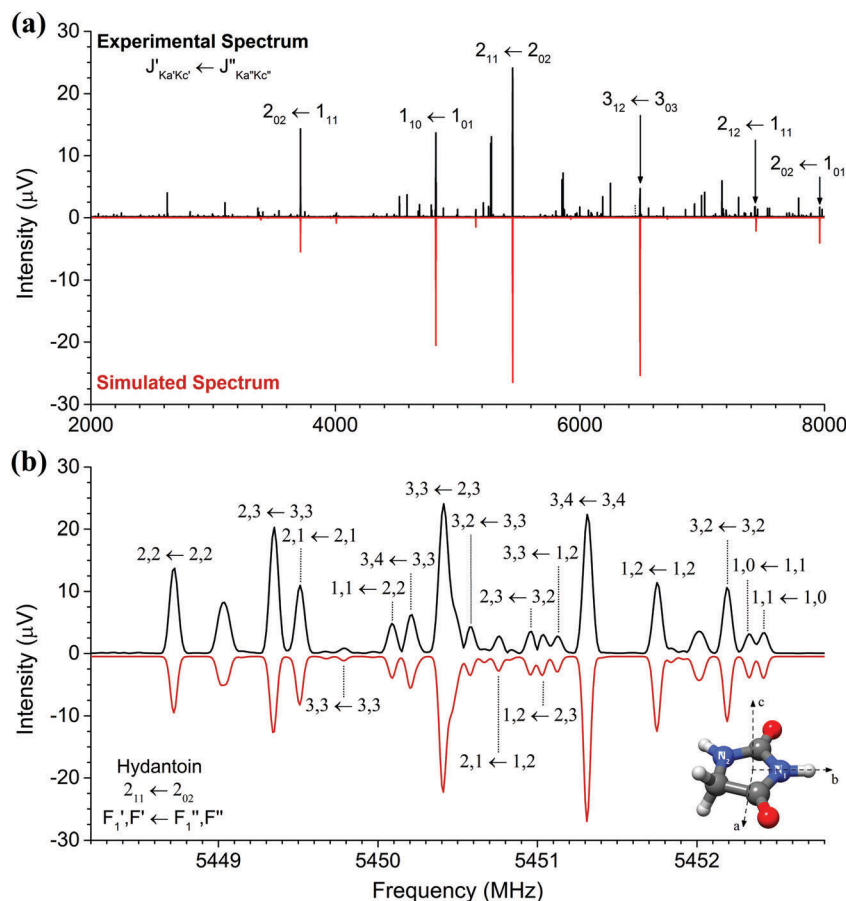 (a)
30
20
10
0
-10
-20
-30
Intensity (μV)
Experimental Spectrum
J'Ka'Kc' ← J''Ka''Kc''
2₀₂ ← 1₁₁
1₁₀ ← 1₀₁
2₁₁ ← 2₀₂
3₁₂ ← 3₀₃
2₁₂ ← 1₁₁
2₀₂ ← 1₀₁
Simulated Spectrum
2000 4000 6000 8000
(b)
30
20
10
0
-10
-20
-30
Intensity (μV)
2,2 ← 2,2
2,3 ← 3,3
2,1 ← 2,1
3,3 ← 3,3
1,1 ← 2,2
3,4 ← 3,3
3,3 ← 2,3
3,2 ← 3,3
2,1 ← 1,2
2,3 ← 3,2
1,2 ← 2,3
3,3 ← 1,2
3,4 ← 3,4
1,2 ← 1,2
3,2 ← 3,2
1,0 ← 1,1
1,1 ← 1,0
Hydantoin
2₁₁ ← 2₀₂
F₁',F' ← F₁'',F''
c
b
a
5449 5450 5451 5452
Frequency (MHz)